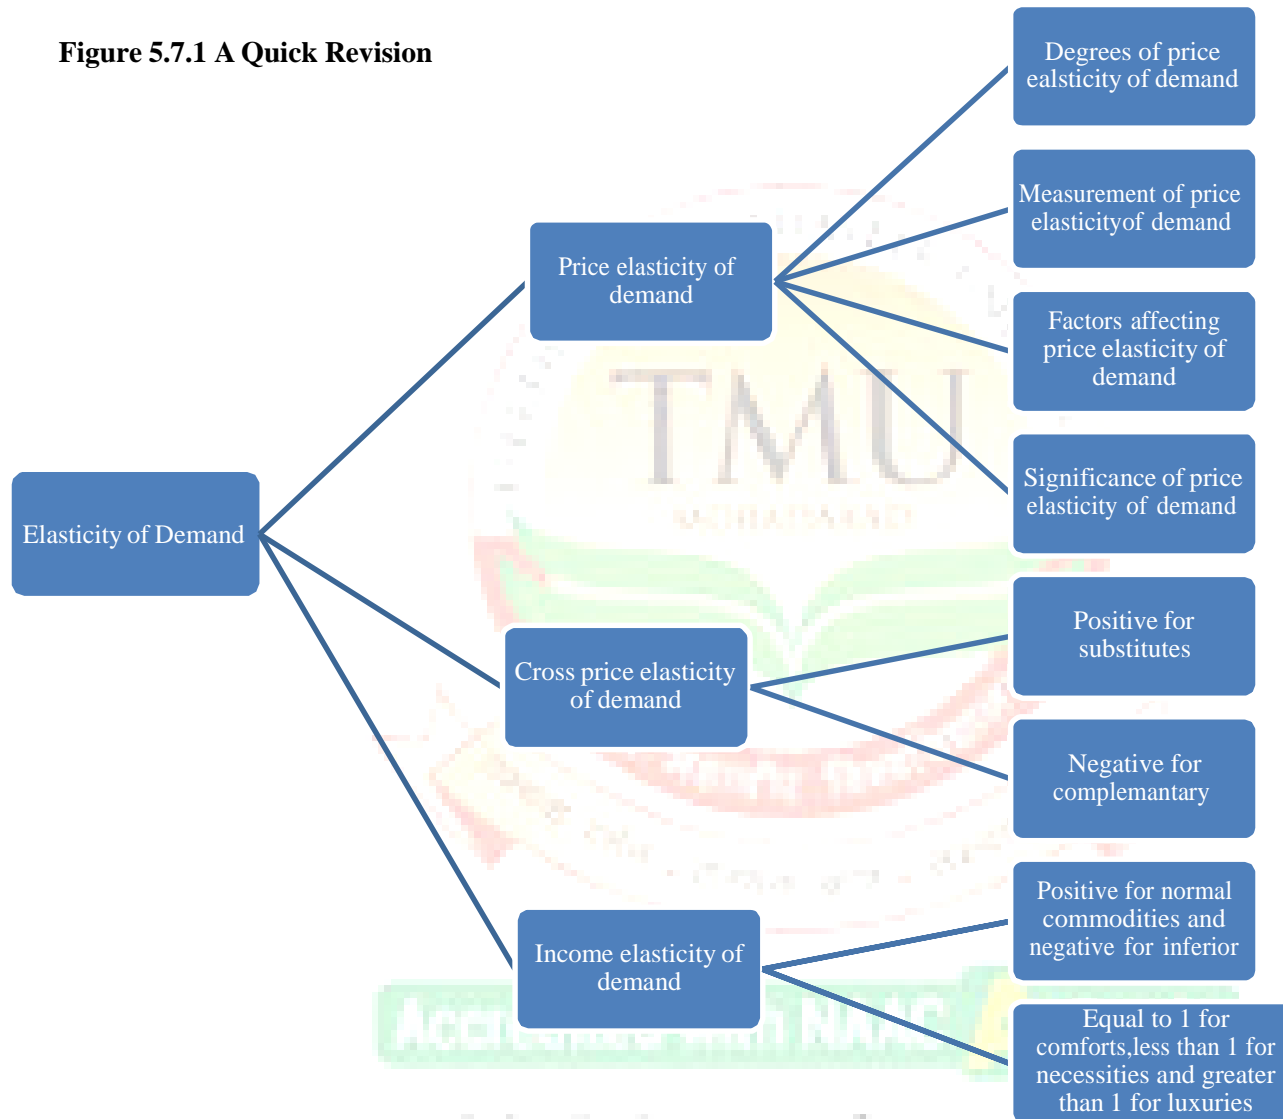 Figure 5.7.1 A Quick Revision
Degrees of price
ealsticity of demand
Measurement of price
elasticityof demand
Price elasticity of
demand
Factors affecting
price elasticity of
demand
TMU
Significance of price
elasticity of demand
Elasticity of Demand
Positive for
substitutes
Cross price elasticity
of demand
Negative for
complemantary
Positive for normal
commodities and
negative for inferior
Income elasticity of
demand
Equal to 1 for
comforts,less than 1 for
necessities and greater
than 1 for luxuries